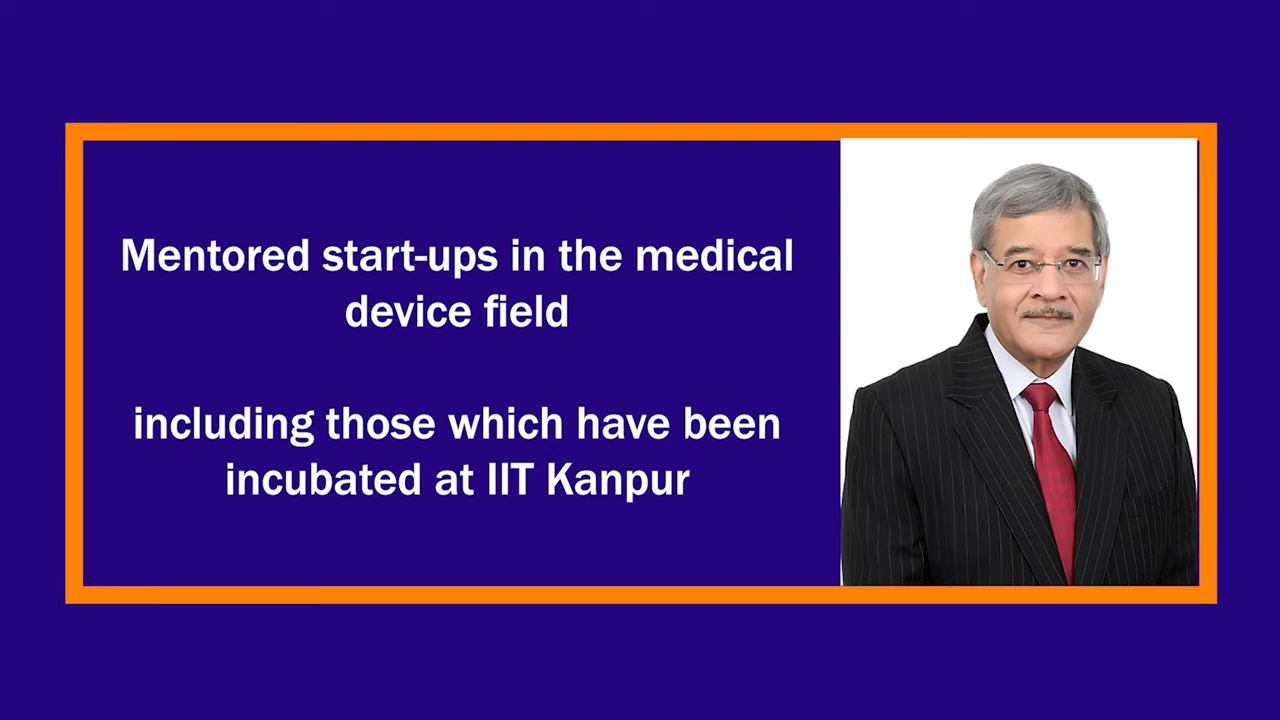 Mentored start-ups in the medical
device field
including those which have been
incubated at IIT Kanpur